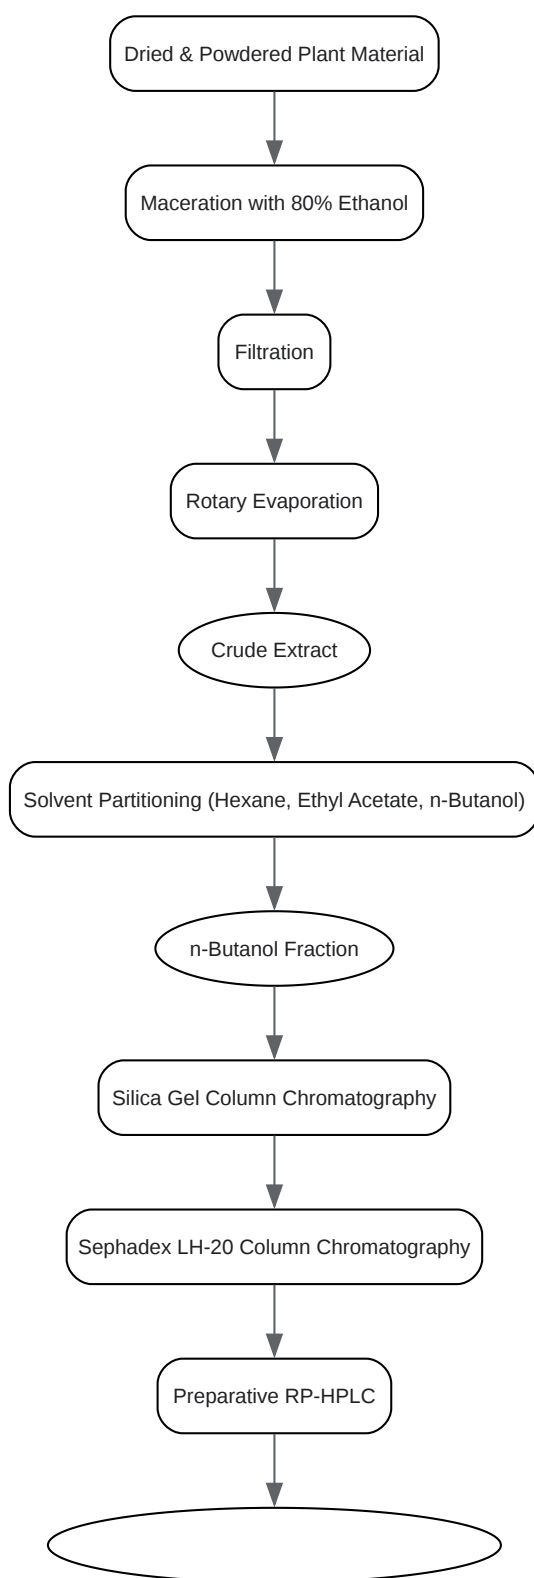 Dried & Powdered Plant Material
Maceration with 80% Ethanol
Filtration
Rotary Evaporation
Crude Extract
Solvent Partitioning (Hexane, Ethyl Acetate, n-Butanol)
n-Butanol Fraction
Silica Gel Column Chromatography
Sephadex LH-20 Column Chromatography
Preparative RP-HPLC